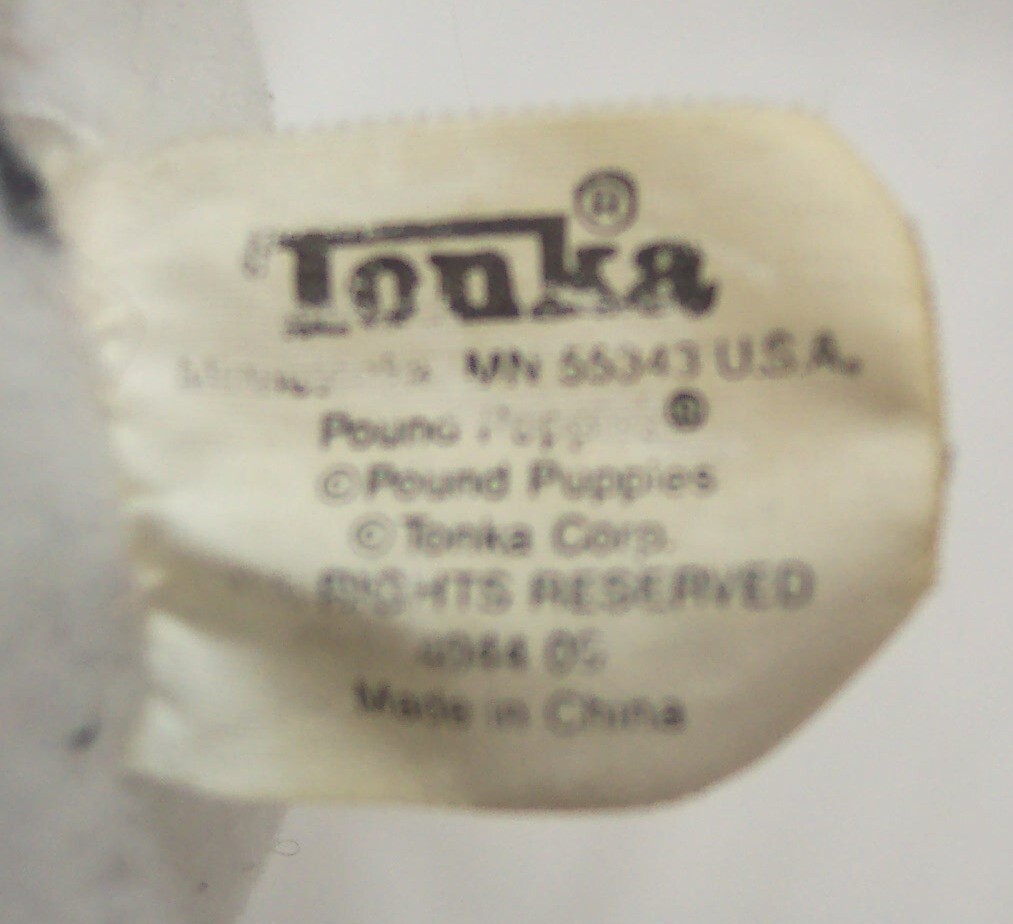 Tonka®
MN 55343 U.S.A.
Pound ®
©Pound Puppies
©Tonka Corp.
RIGHTS RESERVED
Made in China